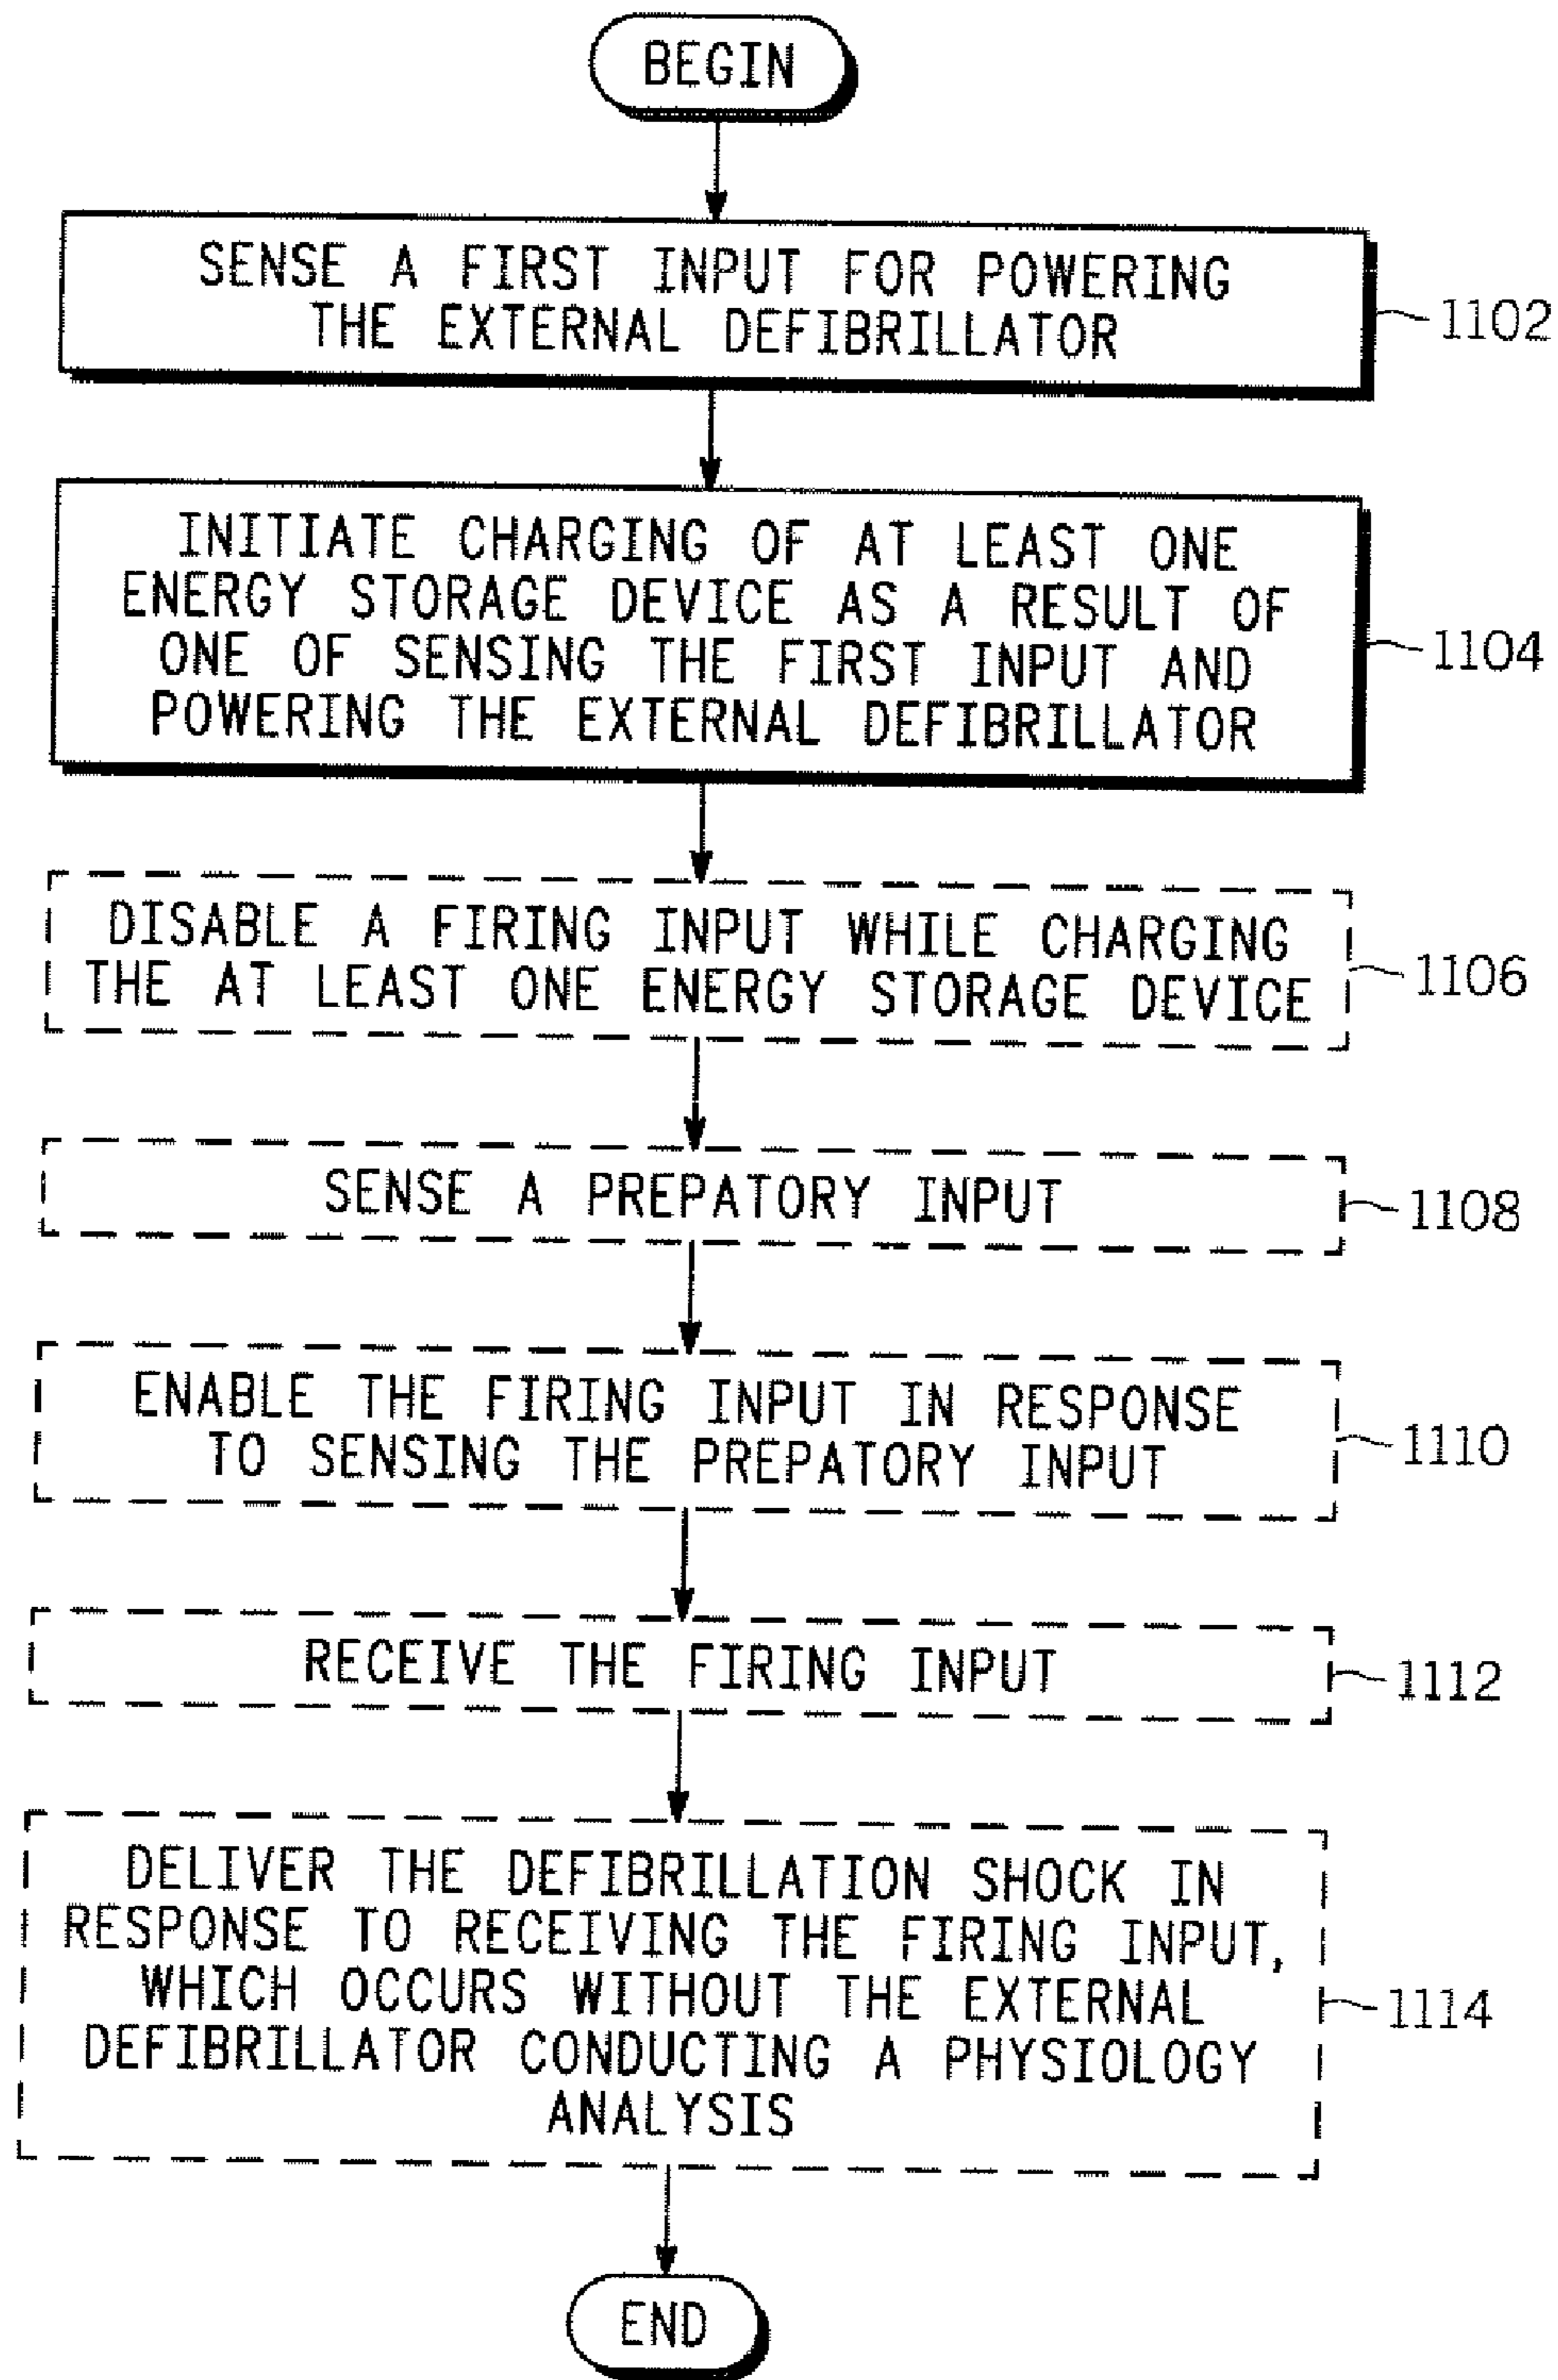 BEGIN
SENSE A FIRST INPUT FOR POWERING
THE EXTERNAL DEFIBRILLATOR
1102
INITIATE CHARGING OF AT LEAST ONE
ENERGY STORAGE DEVICE AS A RESULT OF
ONE OF SENSING THE FIRST INPUT AND
POWERING THE EXTERNAL DEFIBRILLATOR
1104
DISABLE A FIRING INPUT WHILE CHARGING
THE AT LEAST ONE ENERGY STORAGE DEVICE
1106
SENSE A PREPATORY INPUT
1108
ENABLE THE FIRING INPUT IN RESPONSE
TO SENSING THE PREPATORY INPUT
1110
RECEIVE THE FIRING INPUT
1112
DELIVER THE DEFIBRILLATION SHOCK IN
RESPONSE TO RECEIVING THE FIRING INPUT,
WHICH OCCURS WITHOUT THE EXTERNAL
DEFIBRILLATOR CONDUCTING A PHYSIOLOGY
ANALYSIS
1114
END